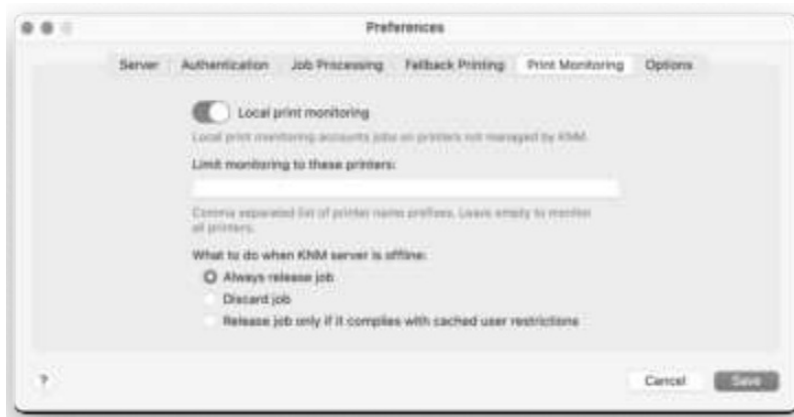 Preferences
Server Authentication Job Processing Fallback Printing Print Monitoring Options
Local print monitoring
Local print monitoring accounts jobs on printers not managed by KNM.
Limit monitoring to these printers:
Comma separated list of printer name prefixes. Leave empty to monitor
all printers.
What to do when KNM server is offline:
Always release job
Discard job
Release job only if it complies with cached user restrictions
?
Cancel Save